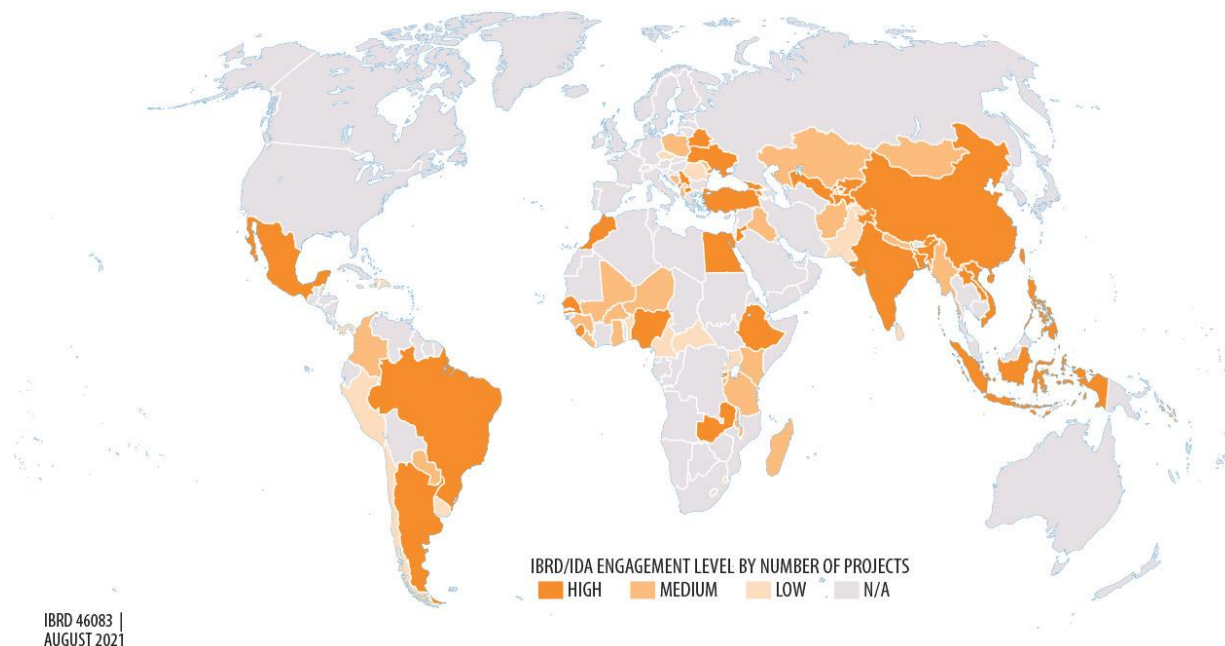 IBRD/IDA ENGAGEMENT LEVEL BY NUMBER OF PROJECTS
HIGH MEDIUM LOW N/A
IBRD 46083 |
AUGUST 2021